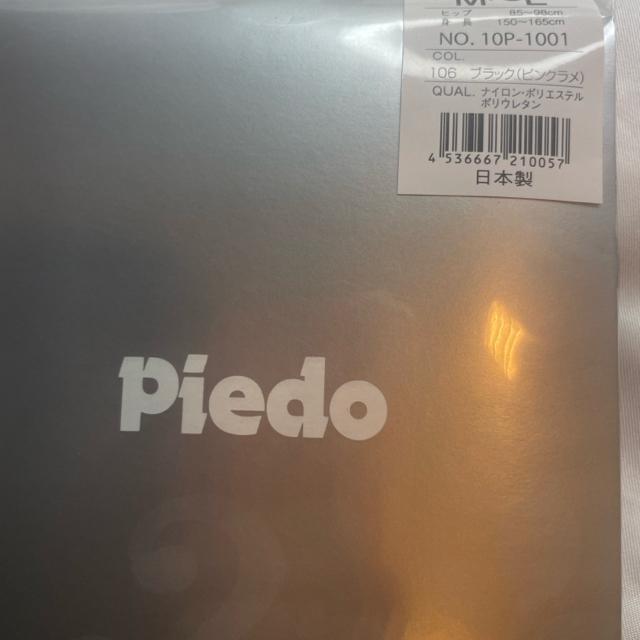 M~L
ヒップ 85~98cm
身長 150~165cm
NO. 10P-1001
COL.
106 ブラック(ピンクラメ)
QUAL. ナイロン・ポリエステル
ポリウレタン
4 536667 210057
日本製
Piedo